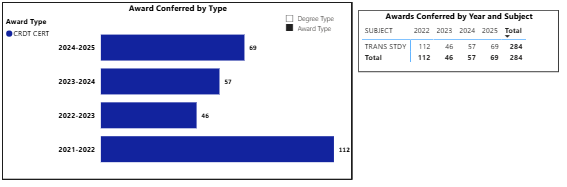 Award Conferred by Type
Award Type
CRDT CERT
Degree Type
Award Type
2024-2025 69
2023-2024 57
2022-2023 46
2021-2022 112
Awards Conferred by Year and Subject
SUBJECT 2022 2023 2024 2025 Total
TRANS STDY 112 46 57 69 284
Total 112 46 57 69 284